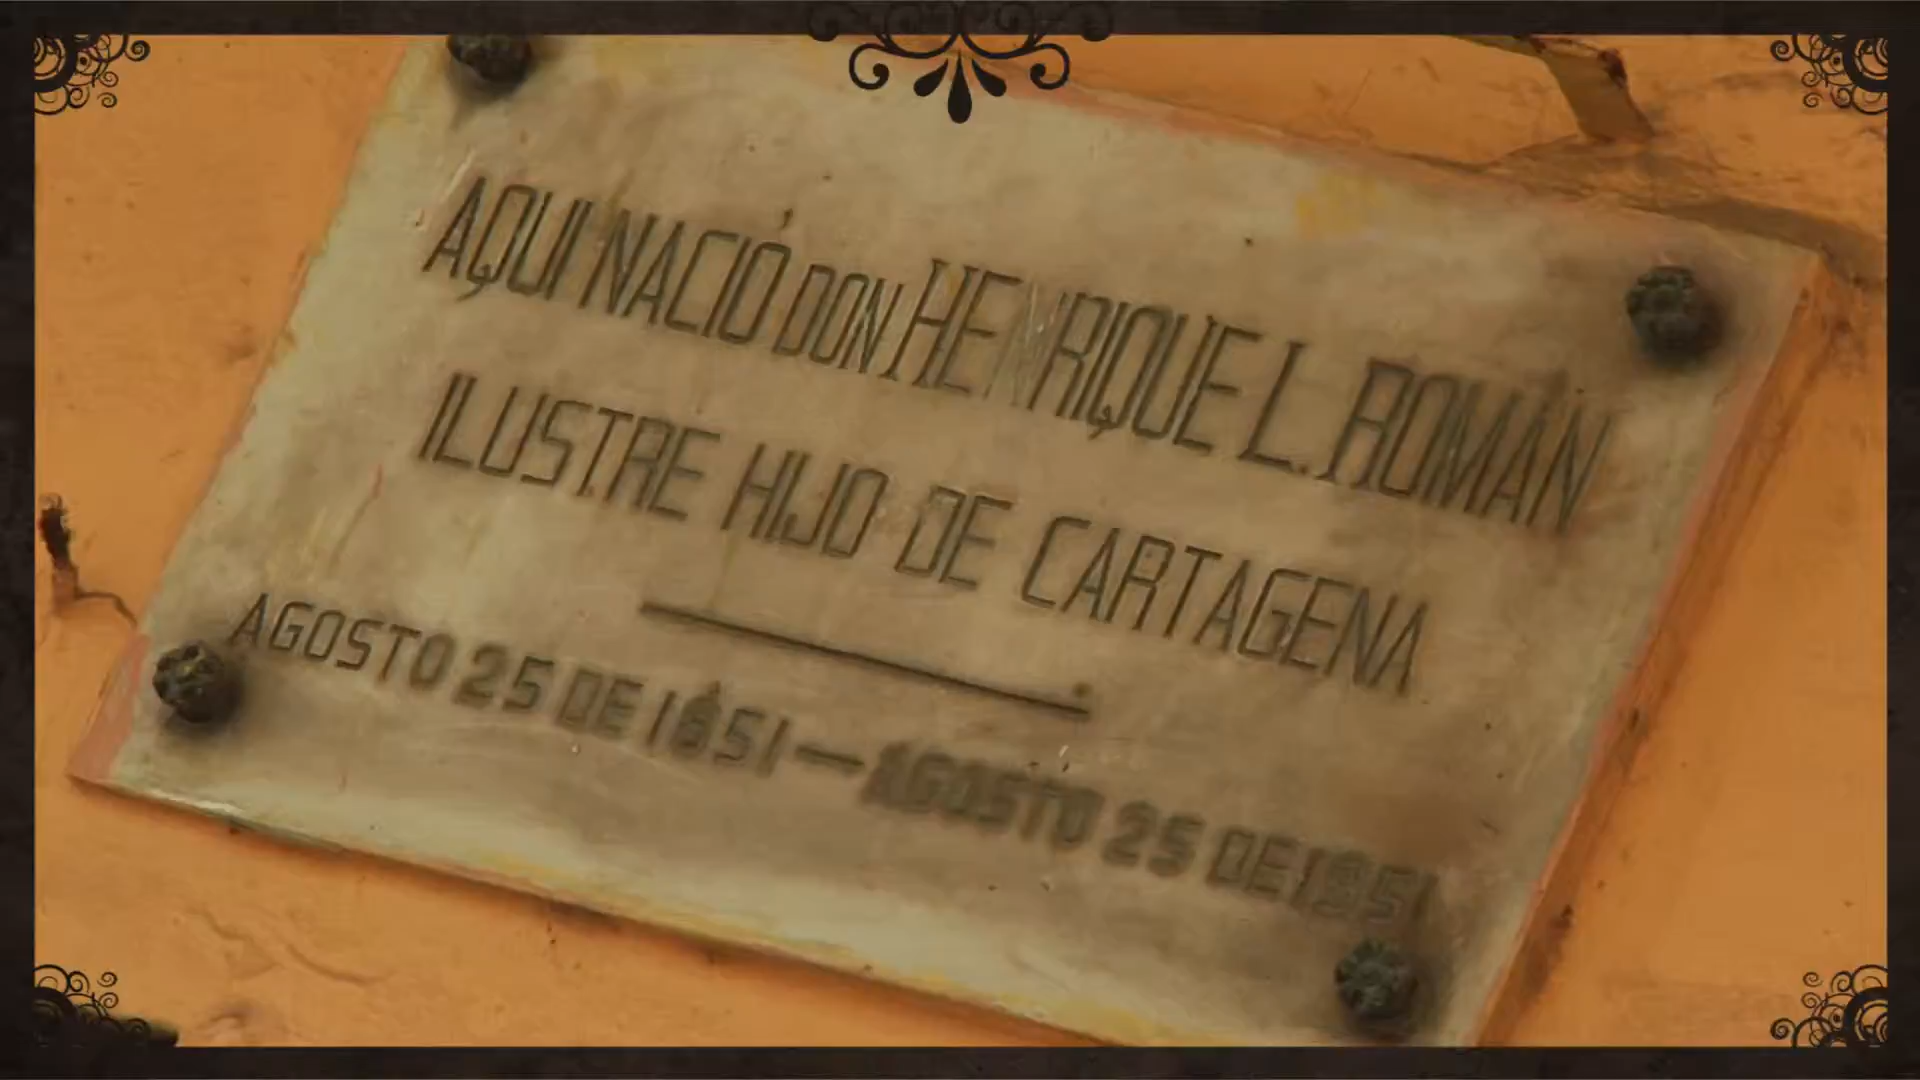 AQUI NACIÓ DON HENRIQUE L. ROMÁN
ILUSTRE HIJO DE CARTAGENA
AGOSTO 25 DE 1851 — AGOSTO 25 DE 1951